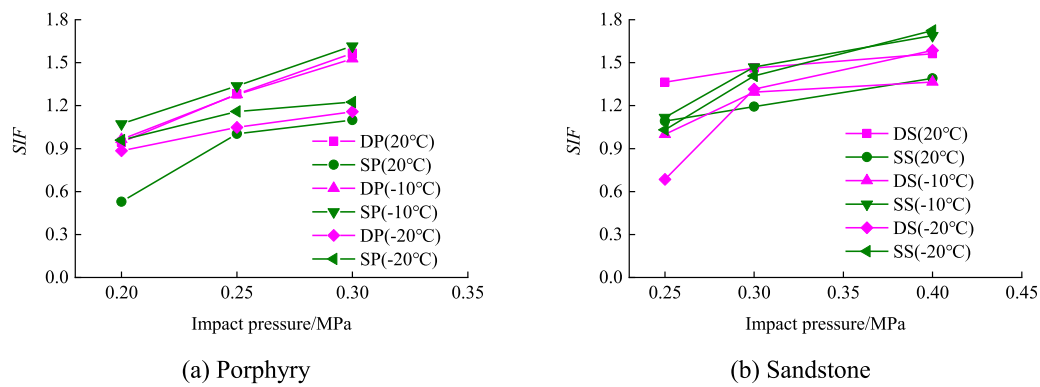 1.8
1.5
1.2
0.9
0.6
0.3
0.0
SIF
DP(20℃)
SP(20℃)
DP(-10℃)
SP(-10℃)
DP(-20℃)
SP(-20℃)
0.20 0.25 0.30 0.35
Impact pressure/MPa
(a) Porphyry
1.8
1.5
1.2
0.9
0.6
0.3
0.0
SIF
DS(20℃)
SS(20℃)
DS(-10℃)
SS(-10℃)
DS(-20℃)
SS(-20℃)
0.25 0.30 0.35 0.40 0.45
Impact pressure/MPa
(b) Sandstone